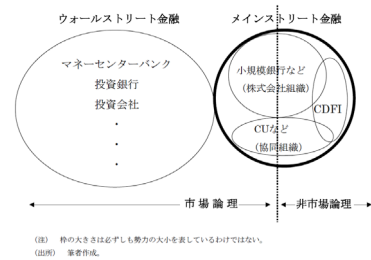 ウォールストリート金融
メインストリート金融
マネーセンターバンク
投資銀行
投資会社
・
・
・
小規模銀行など
(株式会社組織)
CDFI
CUなど
(協同組織)
市場論理
非市場論理
(注) 枠の大きさは必ずしも勢力の大小を表しているわけではない。
(出所) 筆者作成。